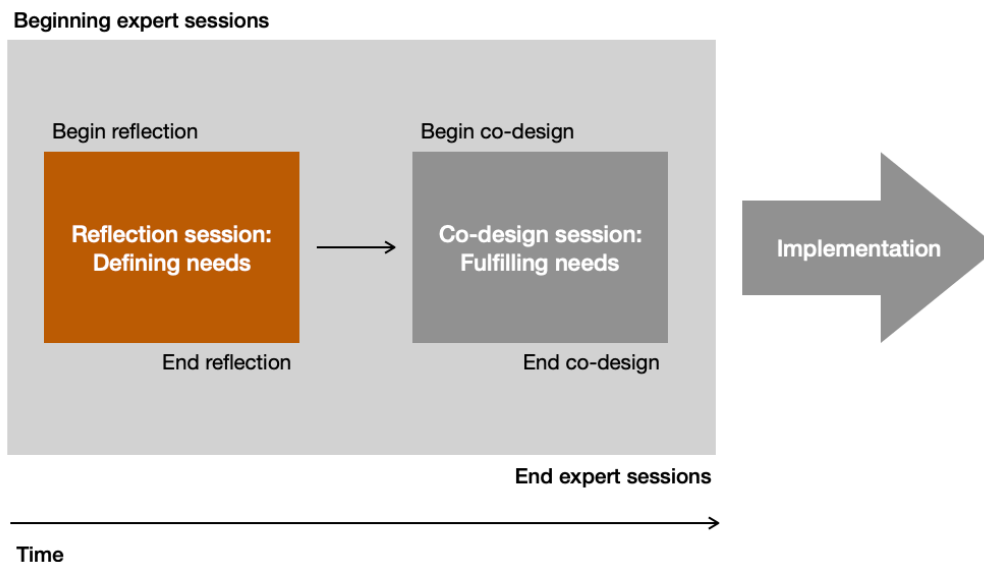 Beginning expert sessions
Begin reflection
Reflection session:
Defining needs
End reflection
Begin co-design
Co-design session:
Fulfilling needs
End co-design
Implementation
End expert sessions
Time